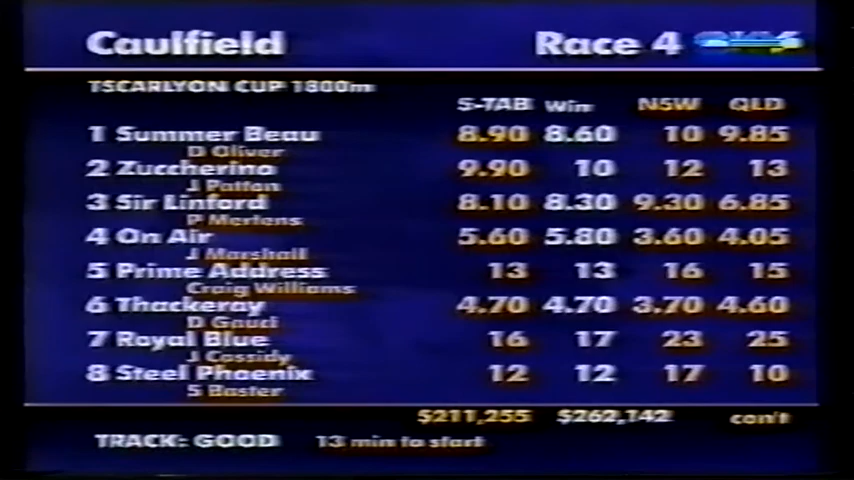 Caulfield Race 4
TSCARLYON CUP 1800m
S-TAB Win NSW QLD
1 Summer Beau 8.90 8.60 10 9.85
D Oliver
2 Zuccherino 9.90 10 12 13
J Patton
3 Sir Linford 8.10 8.30 9.30 6.85
P Mertens
4 On Air 5.60 5.80 3.60 4.05
J Marshall
5 Prime Address 13 13 16 15
Craig Williams
6 Thackeray 4.70 4.70 3.70 4.60
D Gauci
7 Royal Blue 16 17 23 25
J Cassidy
8 Steel Phoenix 12 12 17 10
S Baster
$211,255 $262,142 con't
TRACK: GOOD 13 min to start